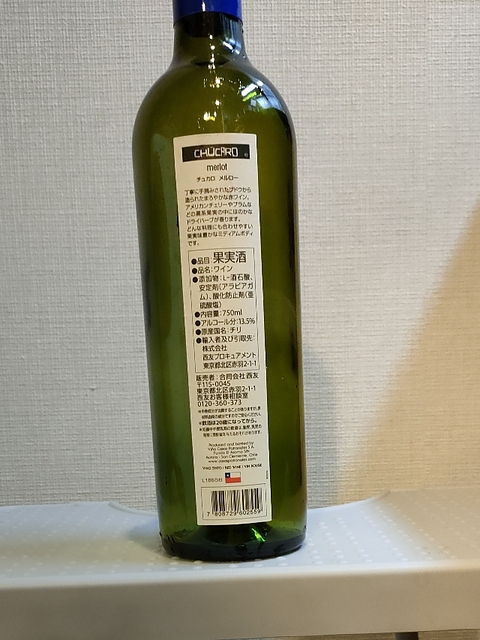 CHUCARO
merlot
チュカロ メルロー
丁寧に手摘みされたブドウから
造られたまろやかな赤ワイン。
アメリカンチェリーやプラムな
どの黒系果実の中にほのかな
ドライハーブが香ります。
どんな料理にも合わせやすい
果実味豊かなミディアムボディ
です。
●品目:果実酒
●品名:ワイン
●添加物:L-酒石酸、
安定剤(アラビアガ
ム)、酸化防止剤(亜
硫酸塩)
●内容量:750ml
●アルコール分:13.5%
●原産国名:チリ
●輸入者及び引取先:
株式会社
西友プロキュアメント
東京都北区赤羽2-1-1
販売者:合同会社西友
〒115-0045
東京都北区赤羽2-1-1
西友お客様相談室
0120-360-373
*飲酒は20歳になってから。
Produced and bottled by
Viña Casas Patronales S.A.
VINO TINTO / RED WINE / VIN ROUGE
7 808729 602559